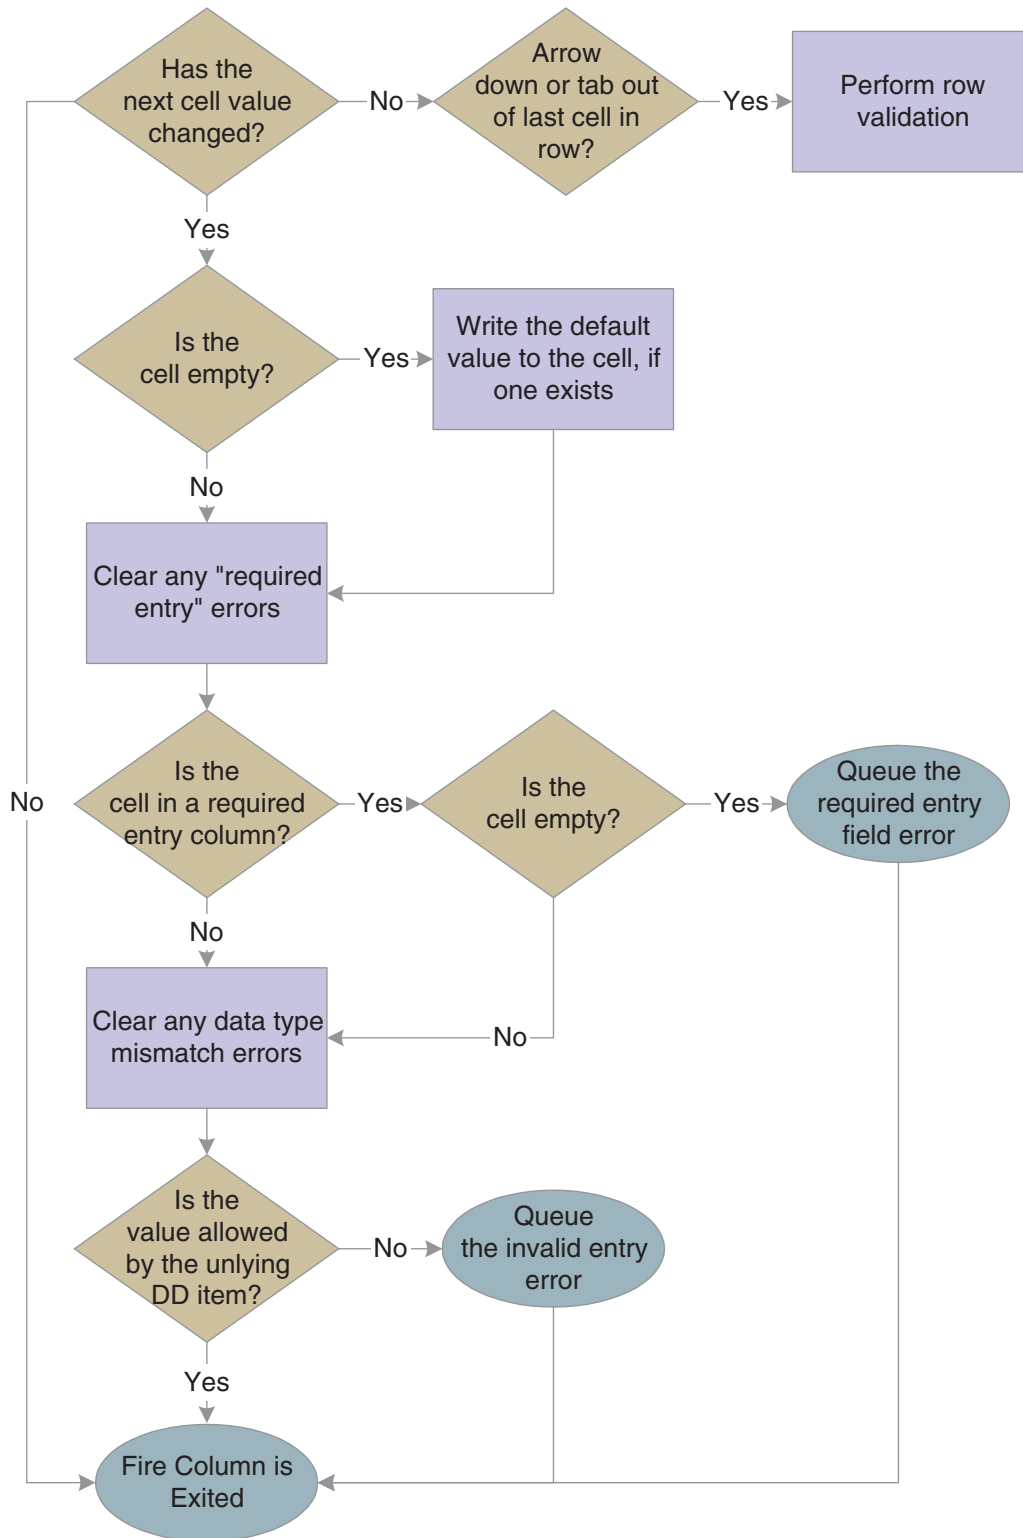 Has the
next cell value
changed?
No
Arrow
down or tab out
of last cell in
row?
Yes
Perform row
validation
Yes
Is the
cell empty?
Yes
Write the default
value to the cell, if
one exists
No
Clear any "required
entry" errors
No
Is the
cell in a required
entry column?
Yes
Is the
cell empty?
Yes
Queue the
required entry
field error
No
Clear any data type
mismatch errors
No
Is the
value allowed
by the unlying
DD item?
No
Queue
the invalid entry
error
Yes
Fire Column is
Exited